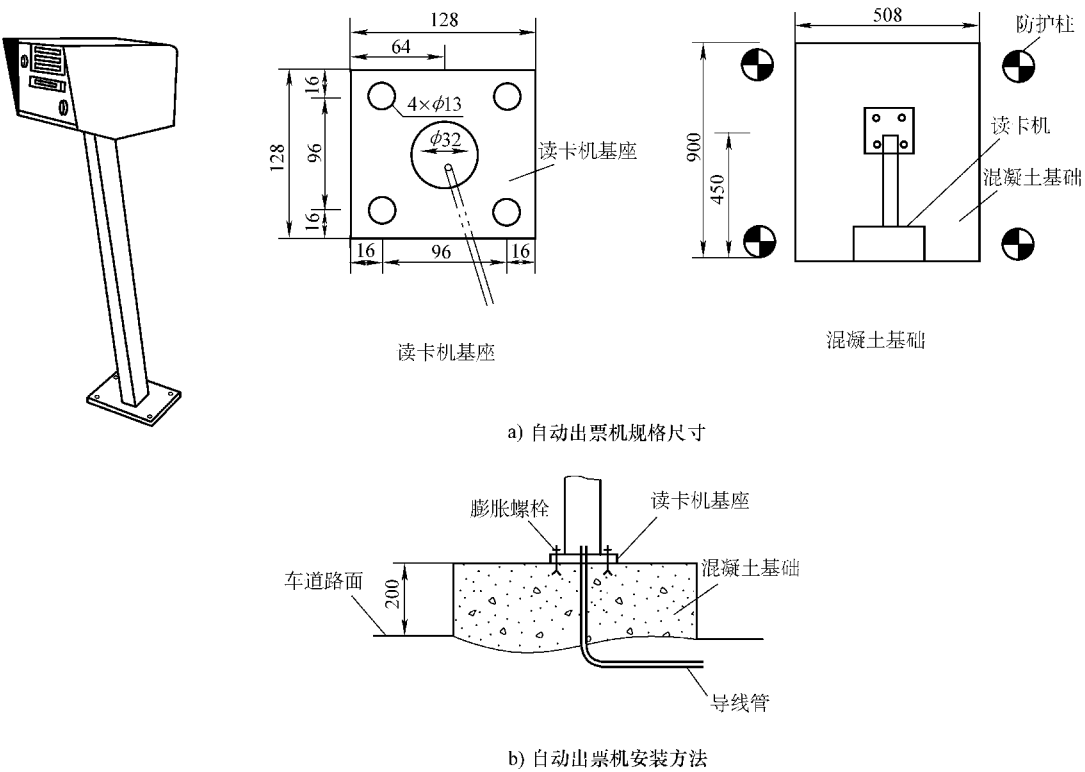 128
64
16
4×φ13
φ32
128
96
16
读卡机基座
16
96
16
读卡机基座
508
防护柱
900
450
读卡机
混凝土基础
混凝土基础
a) 自动出票机规格尺寸
膨胀螺栓
读卡机基座
车道路面
200
混凝土基础
导线管
b) 自动出票机安装方法